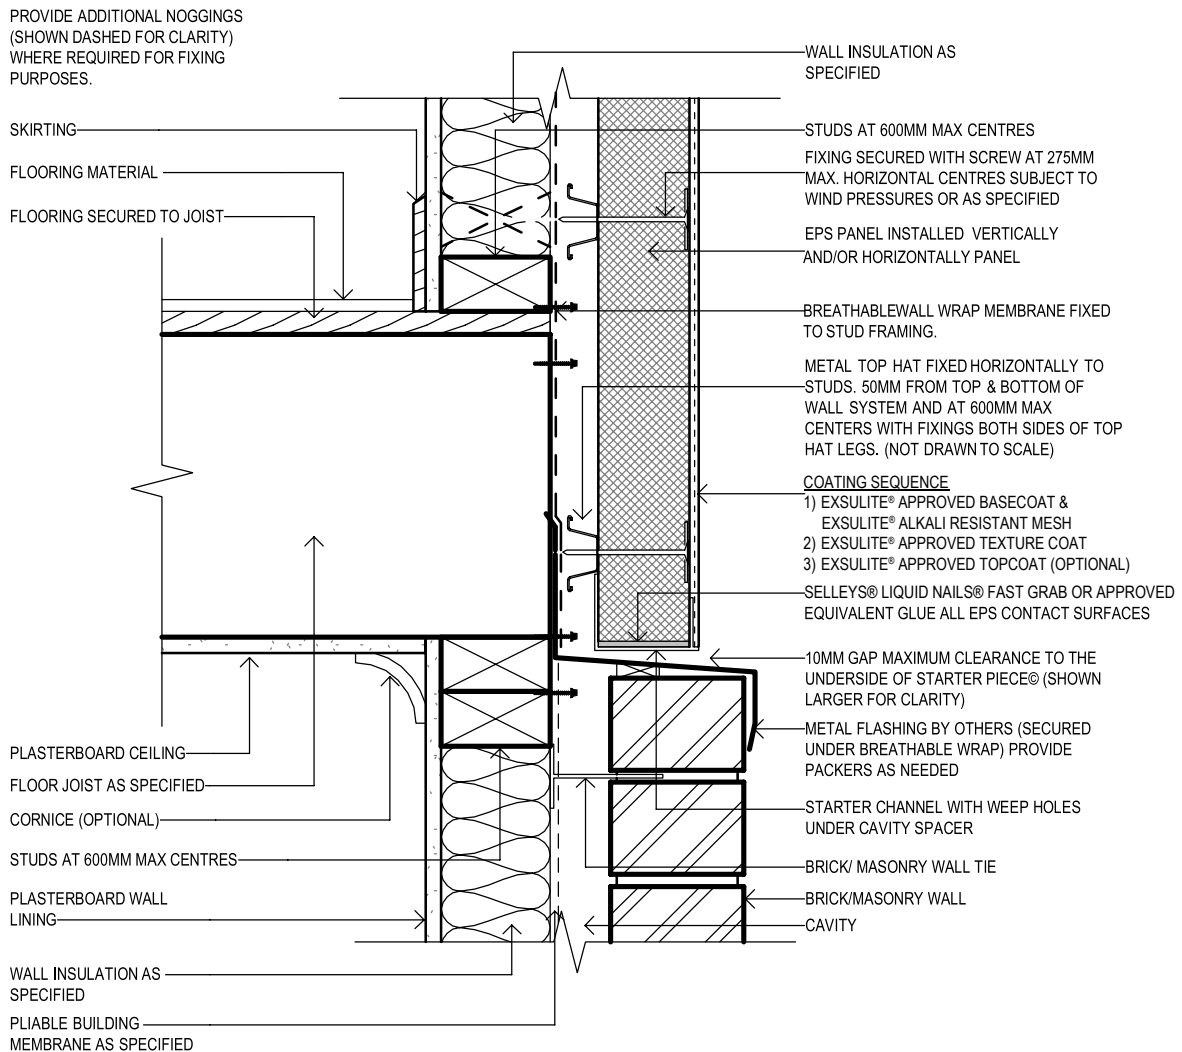 PROVIDE ADDITIONAL NOGGINGS
(SHOWN DASHED FOR CLARITY)
WHERE REQUIRED FOR FIXING
PURPOSES.
SKIRTING
FLOORING MATERIAL
FLOORING SECURED TO JOIST
PLASTERBOARD CEILING
FLOOR JOIST AS SPECIFIED
CORNICE (OPTIONAL)
STUDS AT 600MM MAX CENTRES
PLASTERBOARD WALL
LINING
WALL INSULATION AS
SPECIFIED
PLIABLE BUILDING
MEMBRANE AS SPECIFIED
WALL INSULATION AS
SPECIFIED
STUDS AT 600MM MAX CENTRES
FIXING SECURED WITH SCREW AT 275MM
MAX. HORIZONTAL CENTRES SUBJECT TO
WIND PRESSURES OR AS SPECIFIED
EPS PANEL INSTALLED VERTICALLY
AND/OR HORIZONTALLY PANEL
BREATHABLEWALL WRAP MEMBRANE FIXED
TO STUD FRAMING.
METAL TOP HAT FIXED HORIZONTALLY TO
STUDS. 50MM FROM TOP & BOTTOM OF
WALL SYSTEM AND AT 600MM MAX
CENTERS WITH FIXINGS BOTH SIDES OF TOP
HAT LEGS. (NOT DRAWN TO SCALE)
COATING SEQUENCE
1) EXSULITE® APPROVED BASECOAT &
EXSULITE® ALKALI RESISTANT MESH
2) EXSULITE® APPROVED TEXTURE COAT
3) EXSULITE® APPROVED TOPCOAT (OPTIONAL)
SELLEYS® LIQUID NAILS® FAST GRAB OR APPROVED
EQUIVALENT GLUE ALL EPS CONTACT SURFACES
10MM GAP MAXIMUM CLEARANCE TO THE
UNDERSIDE OF STARTER PIECE© (SHOWN
LARGER FOR CLARITY)
METAL FLASHING BY OTHERS (SECURED
UNDER BREATHABLE WRAP) PROVIDE
PACKERS AS NEEDED
STARTER CHANNEL WITH WEEP HOLES
UNDER CAVITY SPACER
BRICK/ MASONRY WALL TIE
BRICK/MASONRY WALL
CAVITY